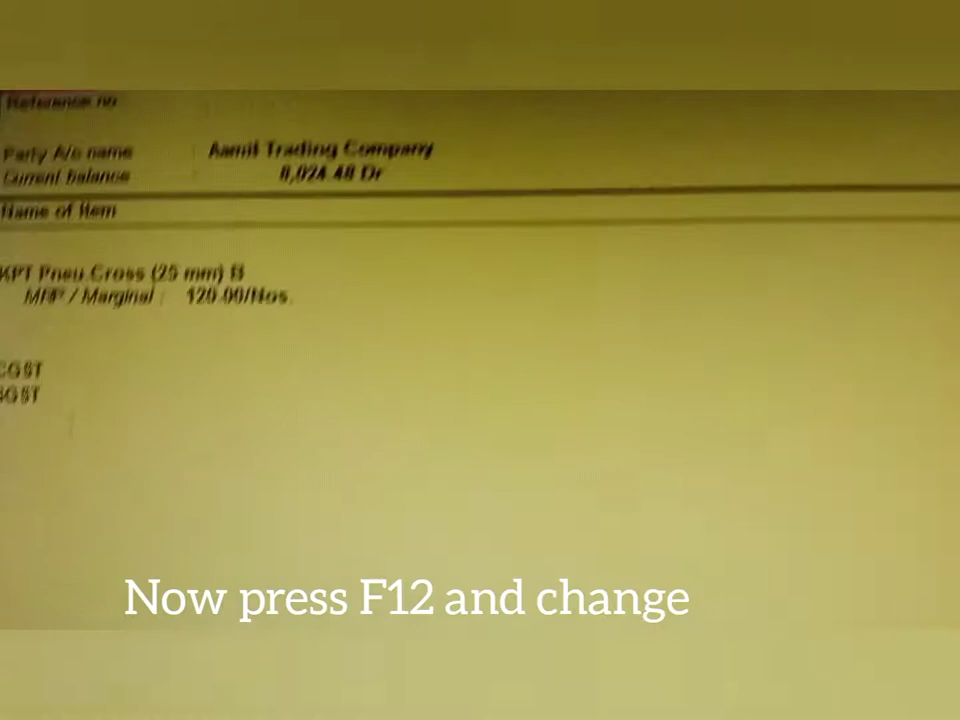 Reference no
Party A/c name Aamil Trading Company
Current balance 8,024.48 Dr
Name of Item
KPT Pneu Cross (25 mm) B
MRP / Marginal : 120.00/Nos.
CGST
SGST
Now press F12 and change